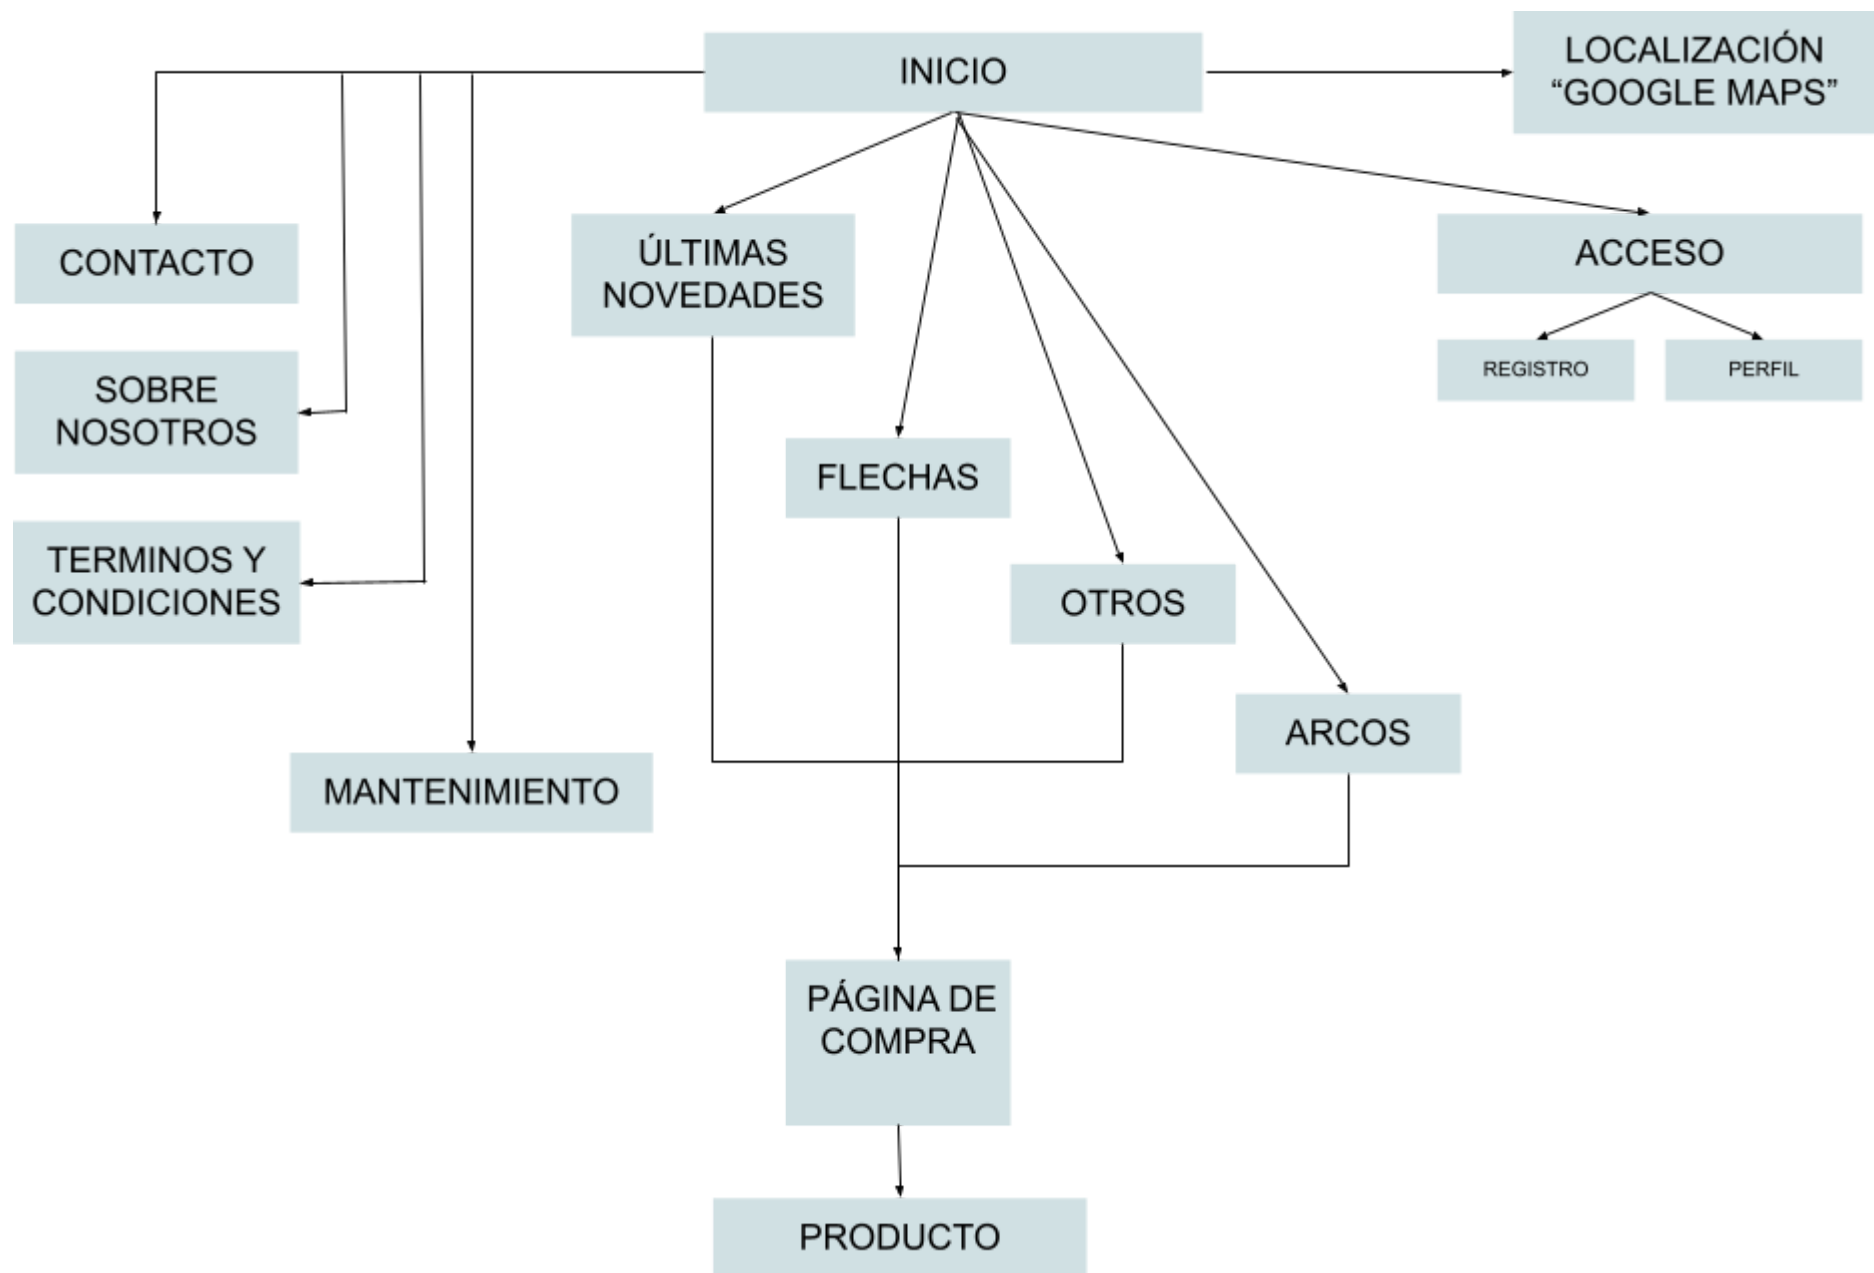 INICIO
LOCALIZACIÓN
“GOOGLE MAPS”
CONTACTO
ÚLTIMAS
NOVEDADES
ACCESO
REGISTRO
PERFIL
SOBRE
NOSOTROS
FLECHAS
TERMINOS Y
CONDICIONES
OTROS
ARCOS
MANTENIMIENTO
PÁGINA DE
COMPRA
PRODUCTO